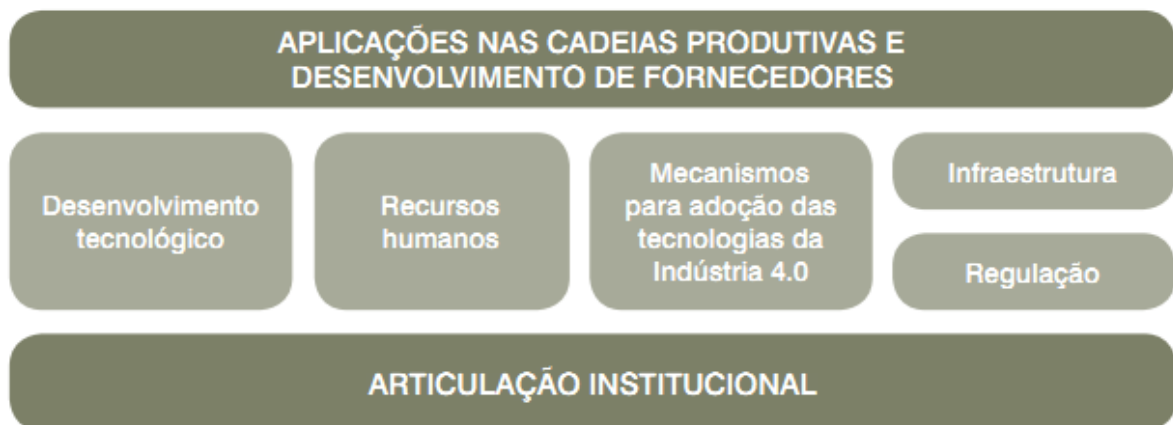 APLICAÇÕES NAS CADEIAS PRODUTIVAS E
DESENVOLVIMENTO DE FORNECEDORES
Desenvolvimento
tecnológico
Recursos
humanos
Mecanismos
para adoção das
tecnologias da
Indústria 4.0
Infraestrutura
Regulação
ARTICULAÇÃO INSTITUCIONAL